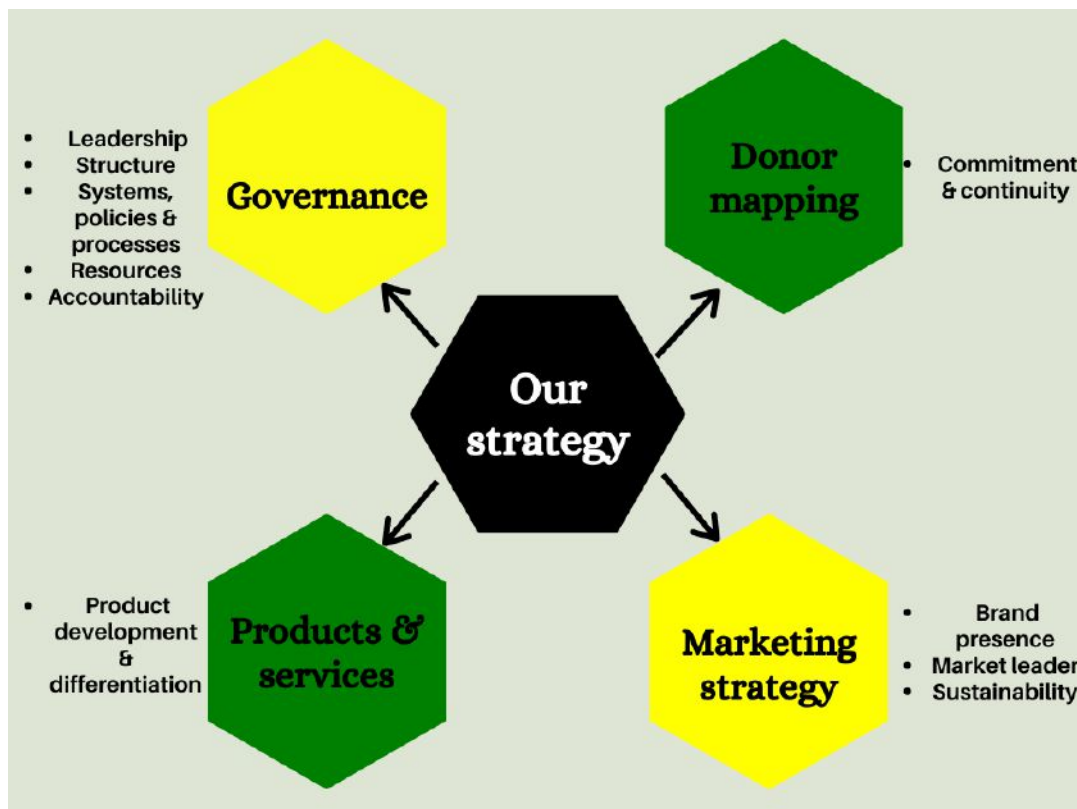 • Leadership
• Structure
• Systems,
policies &
processes
• Resources
• Accountability
Governance
Donor
mapping
• Commitment
& continuity
Our
strategy
• Product
development
&
differentiation
Products &
services
Marketing
strategy
• Brand
presence
• Market leader
• Sustainability